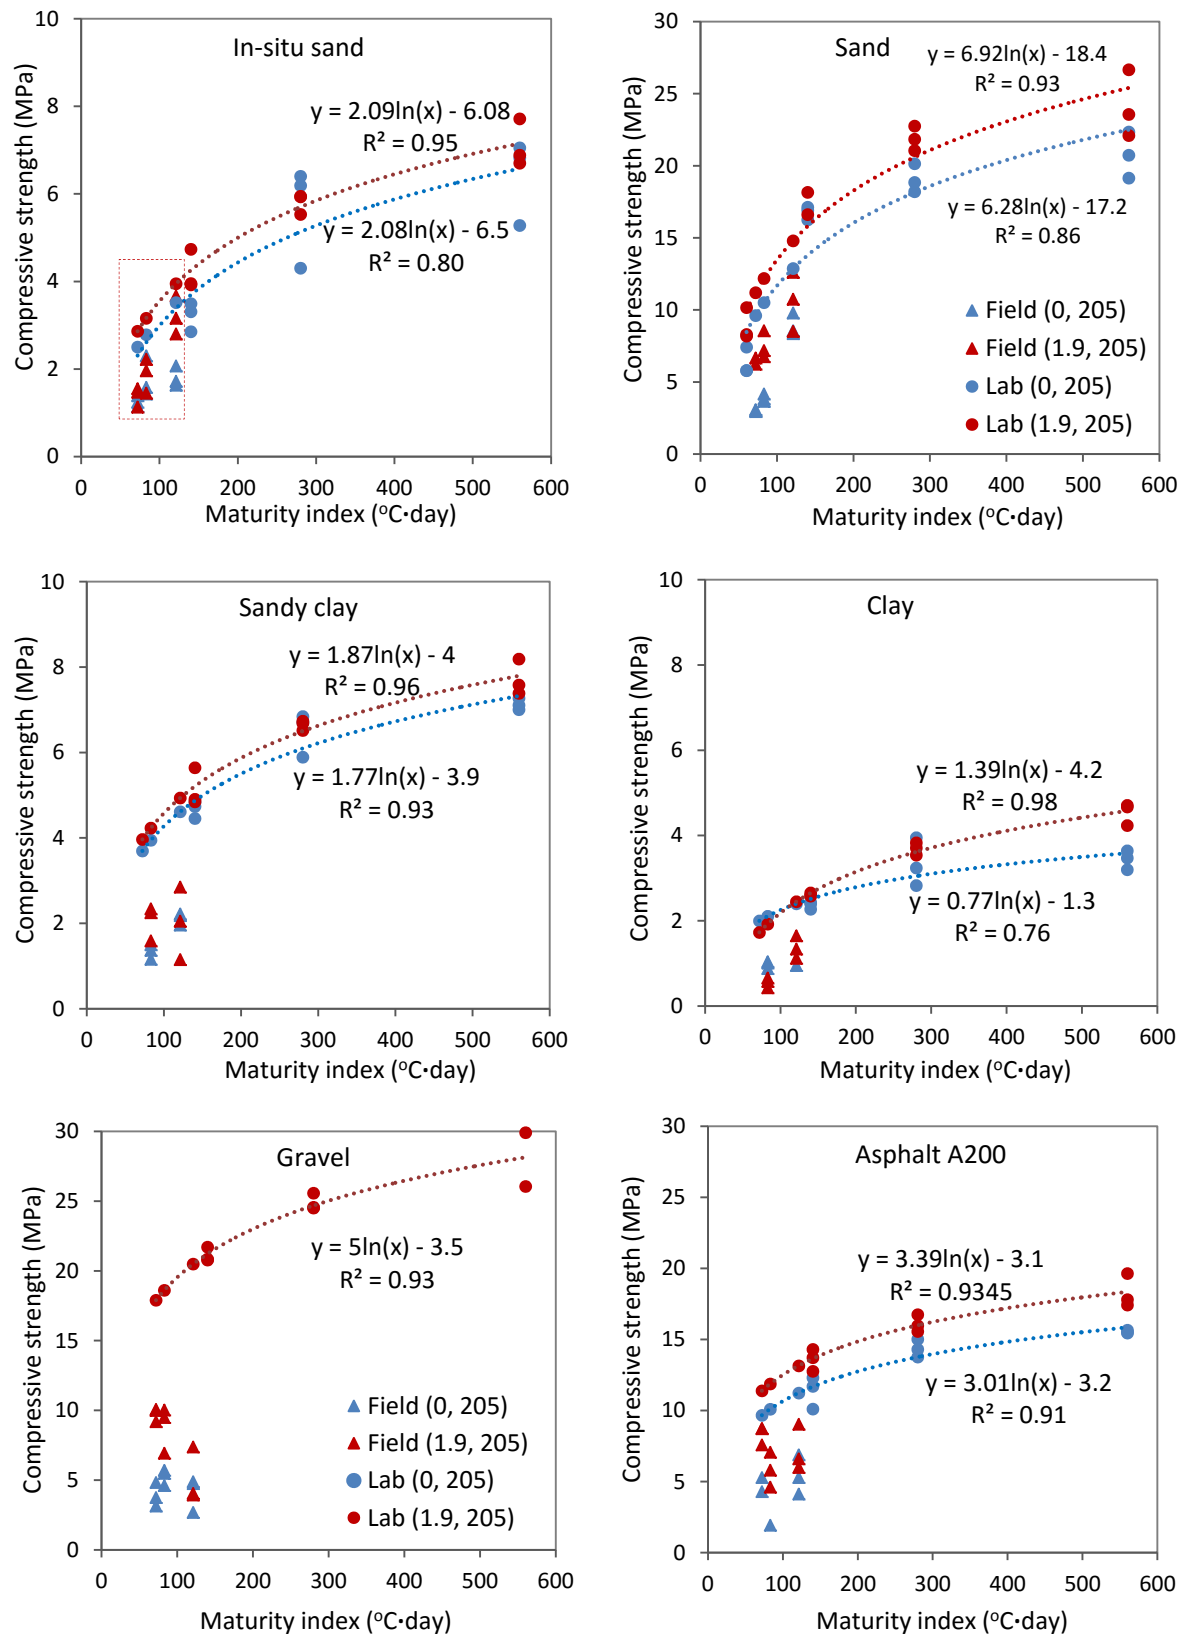 In-situ sand
Compressive strength (MPa)
10
8
6
4
2
0
y = 2.09ln(x) - 6.08
R² = 0.95
y = 2.08ln(x) - 6.5
R² = 0.80
0 100 200 300 400 500 600
Maturity index (°C·day)
Sand
Compressive strength (MPa)
30
25
20
15
10
5
0
y = 6.92ln(x) - 18.4
R² = 0.93
y = 6.28ln(x) - 17.2
R² = 0.86
Field (0, 205)
Field (1.9, 205)
Lab (0, 205)
Lab (1.9, 205)
0 100 200 300 400 500 600
Maturity index (°C·day)
Sandy clay
Compressive strength (MPa)
10
8
6
4
2
0
y = 1.87ln(x) - 4
R² = 0.96
y = 1.77ln(x) - 3.9
R² = 0.93
0 100 200 300 400 500 600
Maturity index (°C·day)
Clay
Compressive strength (MPa)
10
8
6
4
2
0
y = 1.39ln(x) - 4.2
R² = 0.98
y = 0.77ln(x) - 1.3
R² = 0.76
0 100 200 300 400 500 600
Maturity index (°C·day)
Gravel
Compressive strength (MPa)
30
25
20
15
10
5
0
y = 5ln(x) - 3.5
R² = 0.93
Field (0, 205)
Field (1.9, 205)
Lab (0, 205)
Lab (1.9, 205)
0 100 200 300 400 500 600
Maturity index (°C·day)
Asphalt A200
Compressive strength (MPa)
30
25
20
15
10
5
0
y = 3.39ln(x) - 3.1
R² = 0.9345
y = 3.01ln(x) - 3.2
R² = 0.91
0 100 200 300 400 500 600
Maturity index (°C·day)